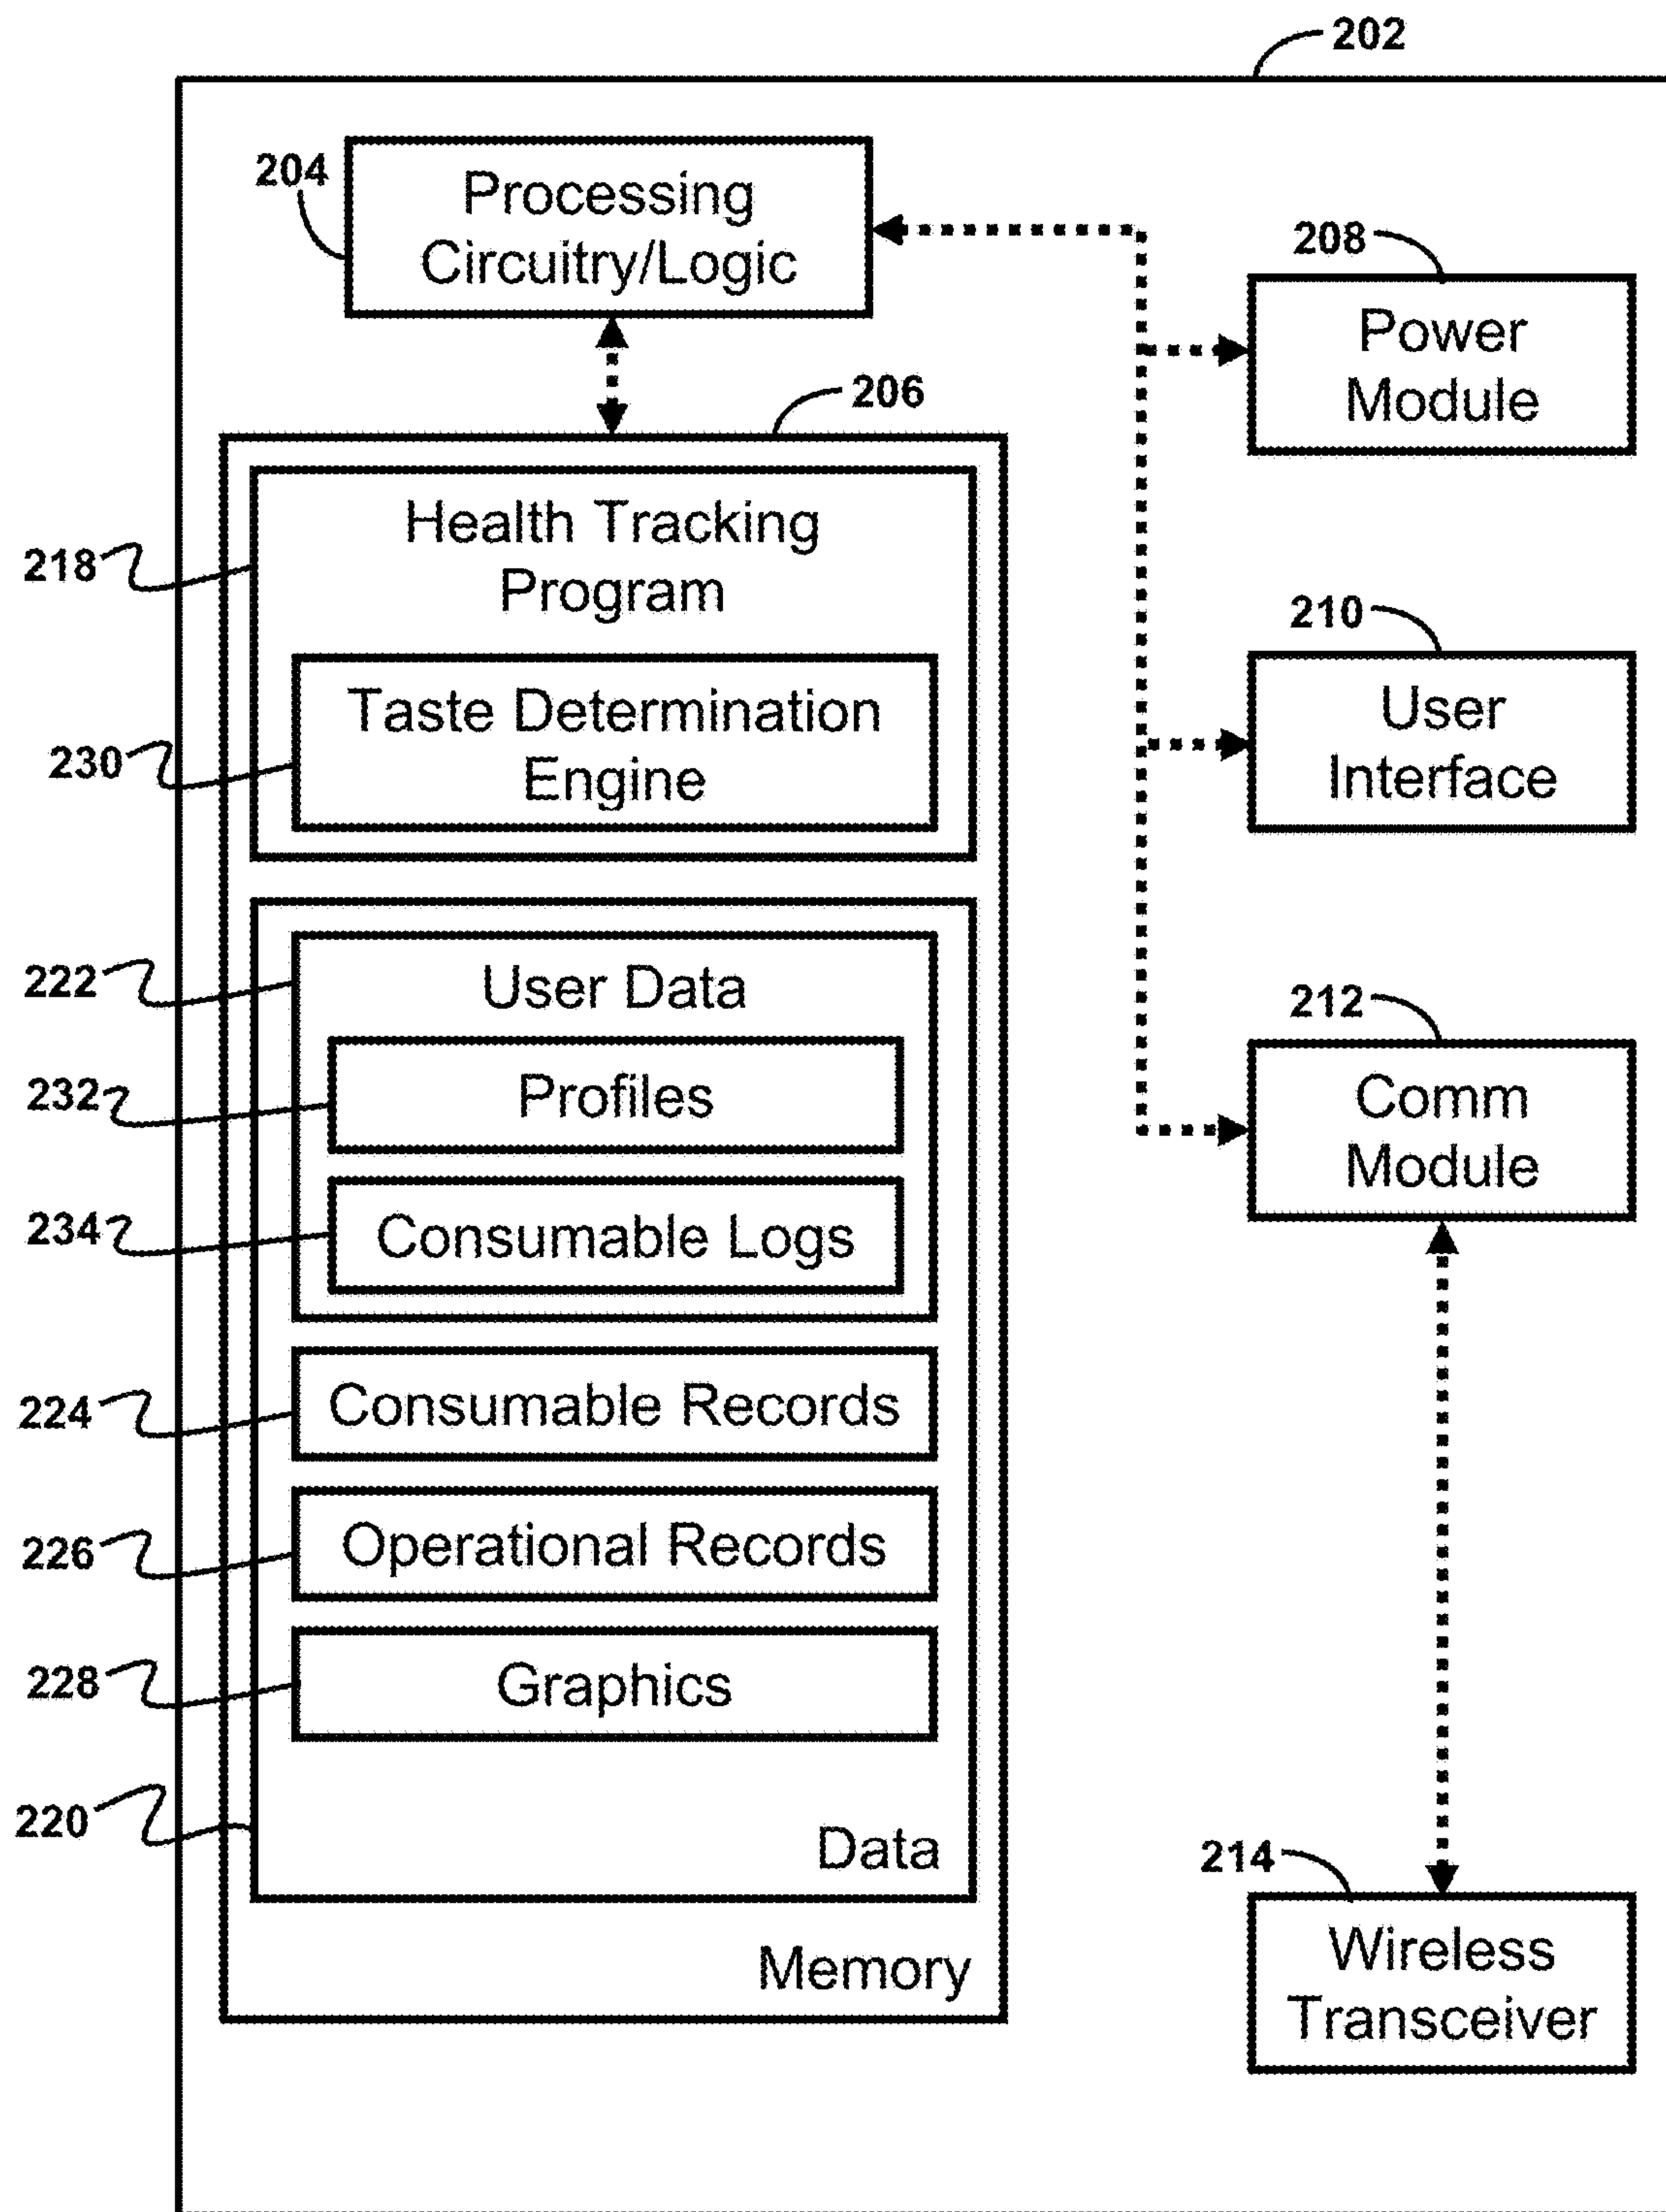 202
204
Processing
Circuitry/Logic
208
Power
Module
206
Health Tracking
Program
218
Taste Determination
Engine
230
210
User
Interface
222
User Data
232
Profiles
234
Consumable Logs
212
Comm
Module
224
Consumable Records
226
Operational Records
228
Graphics
220
Data
Memory
214
Wireless
Transceiver